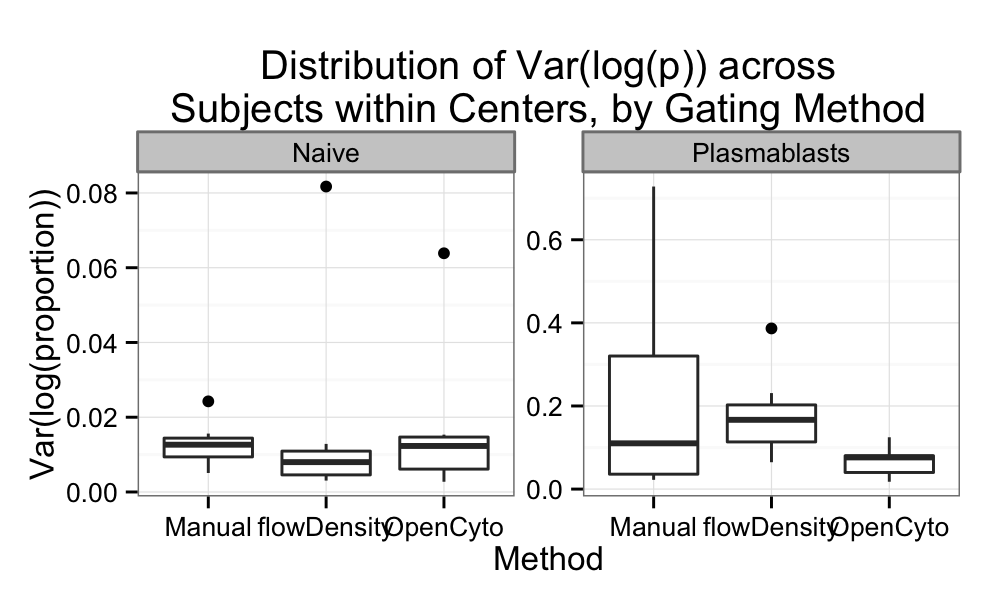 Distribution of Var(log(p)) across
Subjects within Centers, by Gating Method
Naive
Plasmablasts
Var(log(proportion))
0.08
0.06
0.04
0.02
0.00
0.6
0.4
0.2
0.0
Manual flowDensity OpenCyto
Manual flowDensity OpenCyto
Method